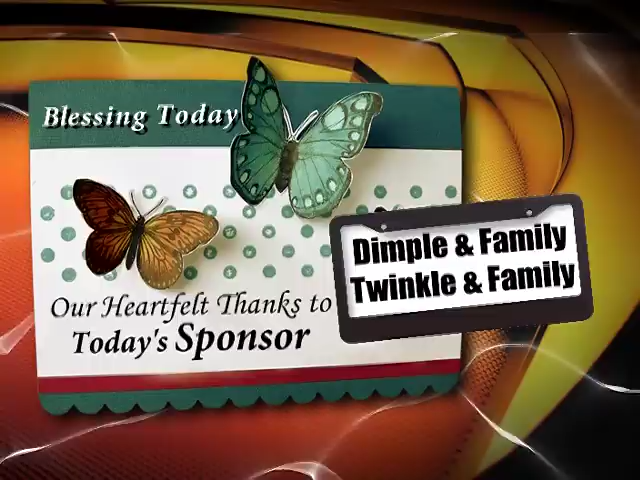 Blessing Today
Our Heartfelt Thanks to
Today's Sponsor
Dimple & Family
Twinkle & Family